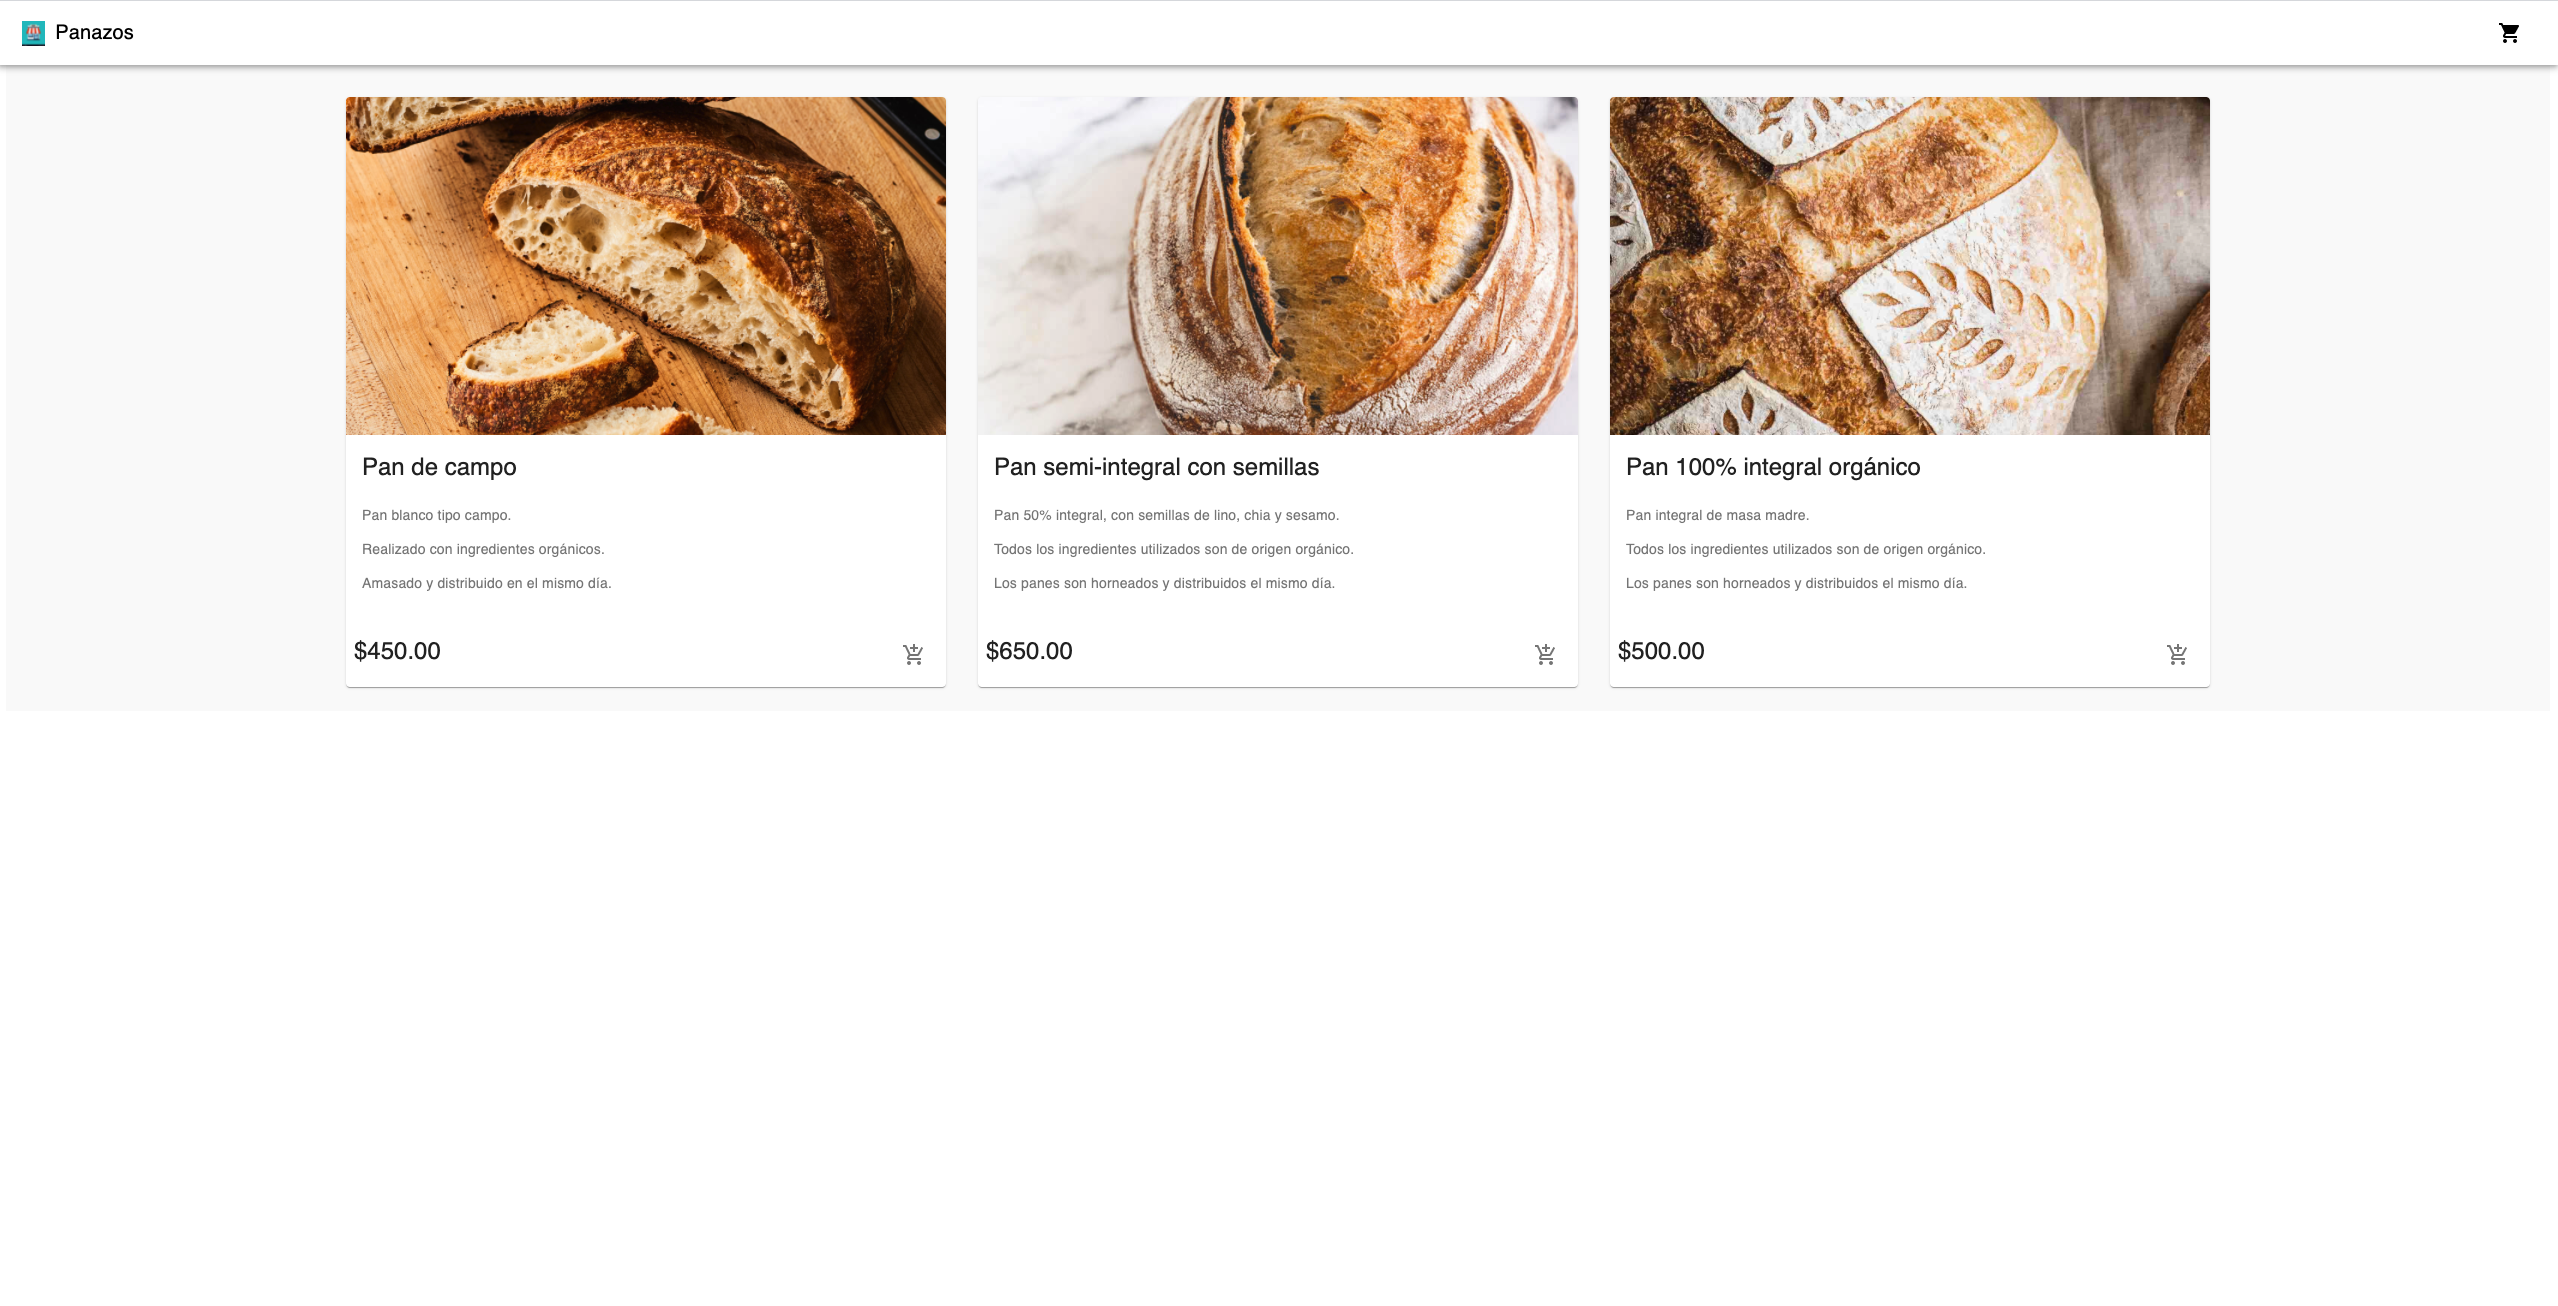 Panazos
Pan de campo
Pan blanco tipo campo.
Realizado con ingredientes orgánicos.
Amasado y distribuido en el mismo día.
$450.00
Pan semi-integral con semillas
Pan 50% integral, con semillas de lino, chia y sesamo.
Todos los ingredientes utilizados son de origen orgánico.
Los panes son horneados y distribuidos el mismo día.
$650.00
Pan 100% integral orgánico
Pan integral de masa madre.
Todos los ingredientes utilizados son de origen orgánico.
Los panes son horneados y distribuidos el mismo día.
$500.00